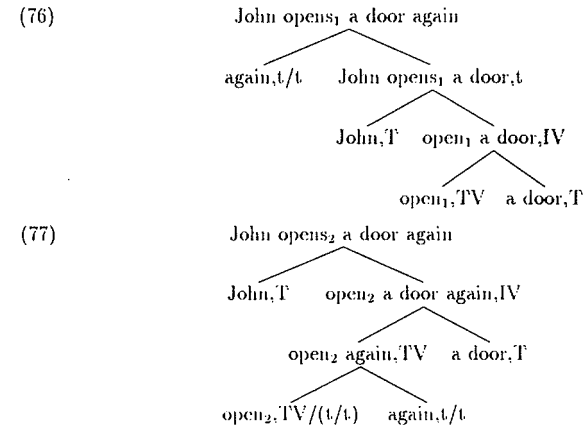 (76) John opens₁ a door again
again,t/t John opens₁ a door,t
John,T open₁ a door,IV
open₁,TV a door,T
(77) John opens₂ a door again
John,T open₂ a door again,IV
open₂ again,TV a door,T
open₂,TV/(t/t) again,t/t